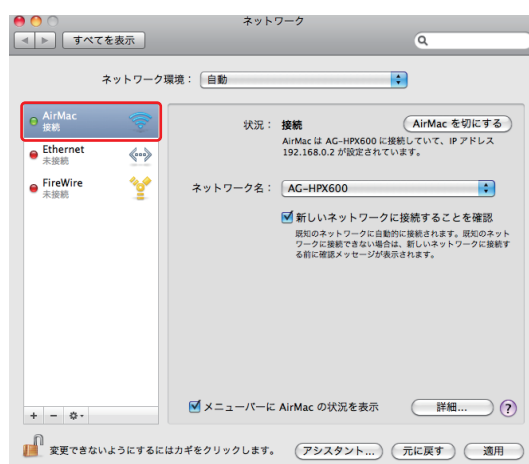 ネットワーク
すべてを表示
ネットワーク環境： 自動
AirMac
接続
Ethernet
未接続
FireWire
未接続
状況： 接続 AirMac を切にする
AirMac は AG-HPX600 に接続していて、IP アドレス
192.168.0.2 が設定されています。
ネットワーク名： AG-HPX600
新しいネットワークに接続することを確認
既知のネットワークに自動的に接続されます。既知のネット
ワークに接続できない場合は、新しいネットワークに接続す
る前に確認メッセージが表示されます。
メニューバーに AirMac の状況を表示 詳細... ?
変更できないようにするにはカギをクリックします。 アシスタント... 元に戻す 適用